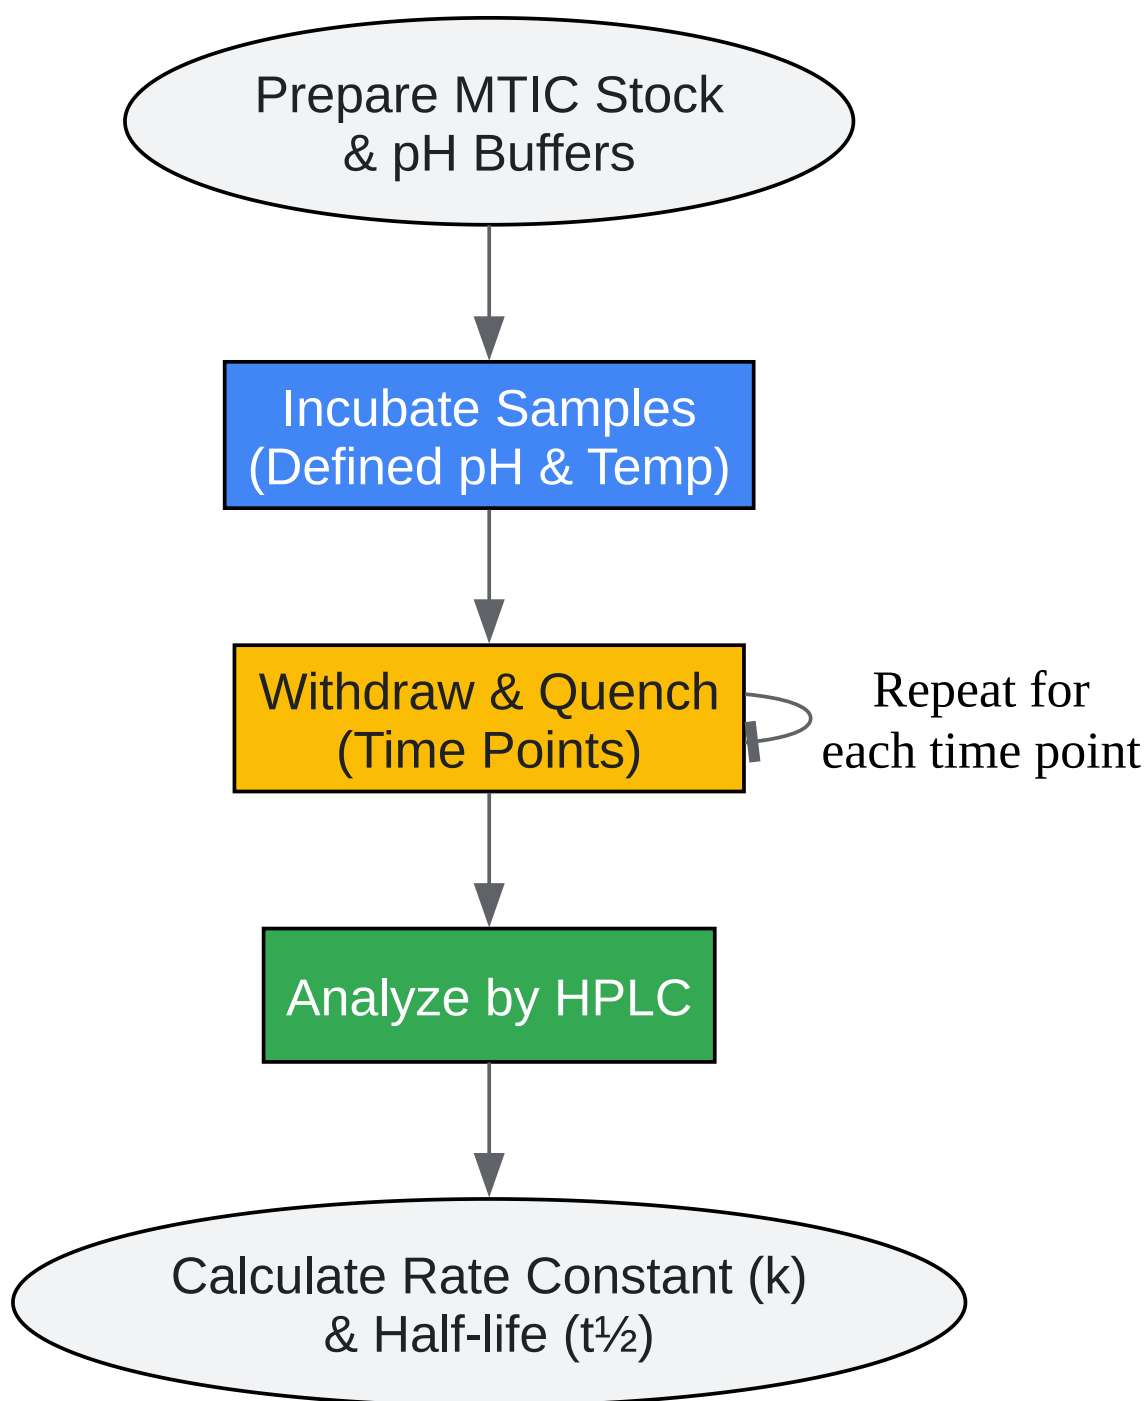 Prepare MTIC Stock
& pH Buffers
Incubate Samples
(Defined pH & Temp)
Withdraw & Quench
(Time Points)
Repeat for
each time point
Analyze by HPLC
Calculate Rate Constant (k)
& Half-life (t½)